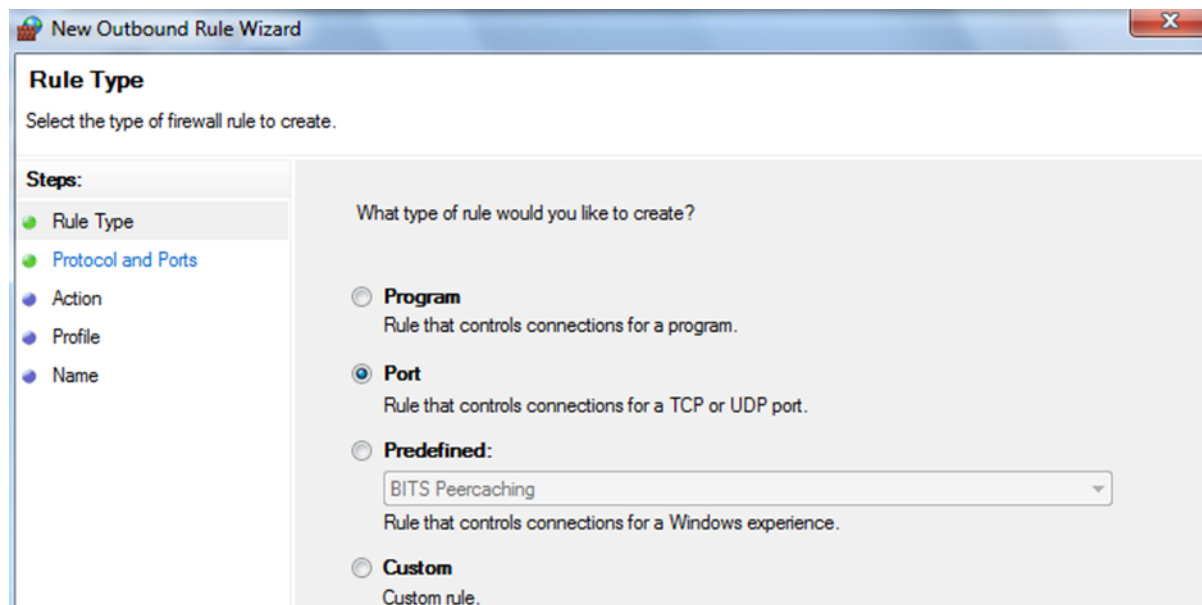 New Outbound Rule Wizard
Rule Type
Select the type of firewall rule to create.
Steps:
Rule Type
Protocol and Ports
Action
Profile
Name
What type of rule would you like to create?
Program
Rule that controls connections for a program.
Port
Rule that controls connections for a TCP or UDP port.
Predefined:
BITS Peercaching
Rule that controls connections for a Windows experience.
Custom
Custom rule.